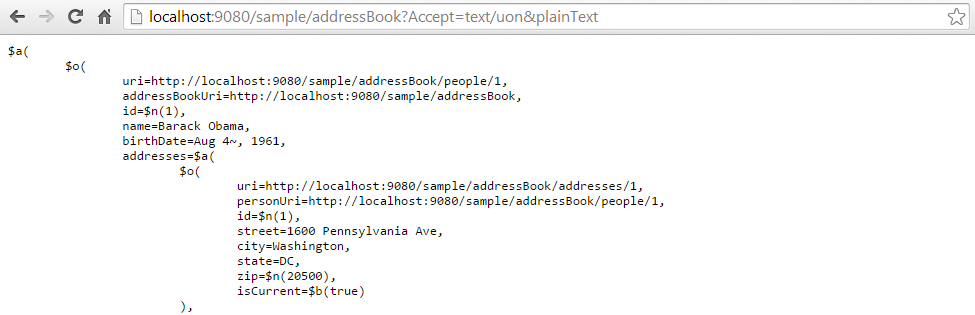 localhost:9080/sample/addressBook?Accept=text/uon&plainText
$a(
$o(
uri=http://localhost:9080/sample/addressBook/people/1,
addressBookUri=http://localhost:9080/sample/addressBook,
id=$n(1),
name=Barack Obama,
birthDate=Aug 4~, 1961,
addresses=$a(
$o(
uri=http://localhost:9080/sample/addressBook/addresses/1,
personUri=http://localhost:9080/sample/addressBook/people/1,
id=$n(1),
street=1600 Pennsylvania Ave,
city=Washington,
state=DC,
zip=$n(20500),
isCurrent=$b(true)
),